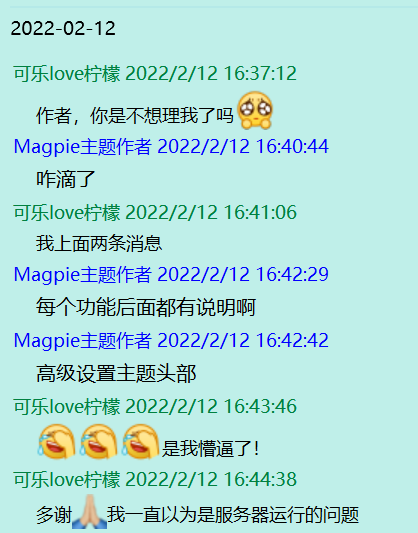 2022-02-12
可乐love柠檬 2022/2/12 16:37:12
作者，你是不想理我了吗🥺
Magpie主题作者 2022/2/12 16:40:44
咋滴了
可乐love柠檬 2022/2/12 16:41:06
我上面两条消息
Magpie主题作者 2022/2/12 16:42:29
每个功能后面都有说明啊
Magpie主题作者 2022/2/12 16:42:42
高级设置主题头部
可乐love柠檬 2022/2/12 16:43:46
是我懵逼了！
可乐love柠檬 2022/2/12 16:44:38
多谢🙏我一直以为是服务器运行的问题